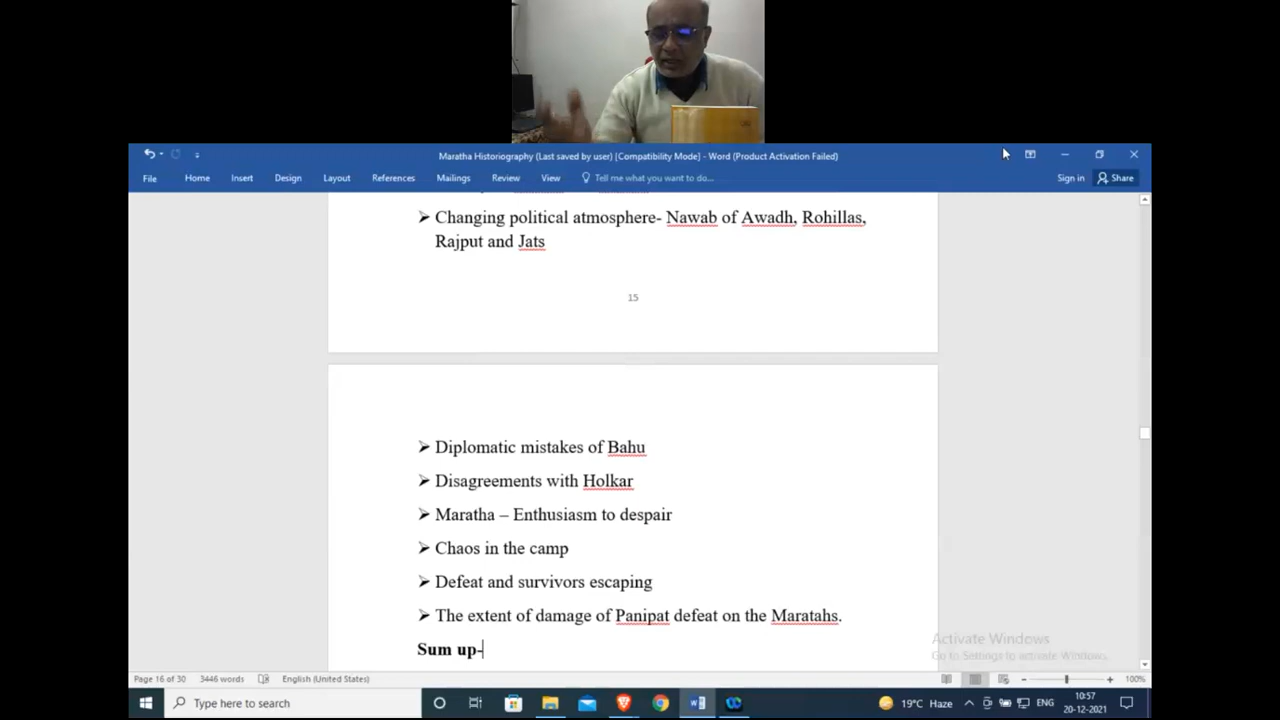 Maratha Historiography (Last saved by user) [Compatibility Mode] - Word (Product Activation Failed)
File Home Insert Design Layout References Mailings Review View Tell me what you want to do... Sign in Share
➤ Changing political atmosphere- Nawab of Awadh, Rohillas,
Rajput and Jats
15
➤ Diplomatic mistakes of Bahu
➤ Disagreements with Holkar
➤ Maratha – Enthusiasm to despair
➤ Chaos in the camp
➤ Defeat and survivors escaping
➤ The extent of damage of Panipat defeat on the Maratahs.
Sum up-
Activate Windows
Go to Settings to activate Windows.
Page 16 of 30 3446 words English (United States) 100%
Type here to search 19°C Haze ENG 10:57
20-12-2021